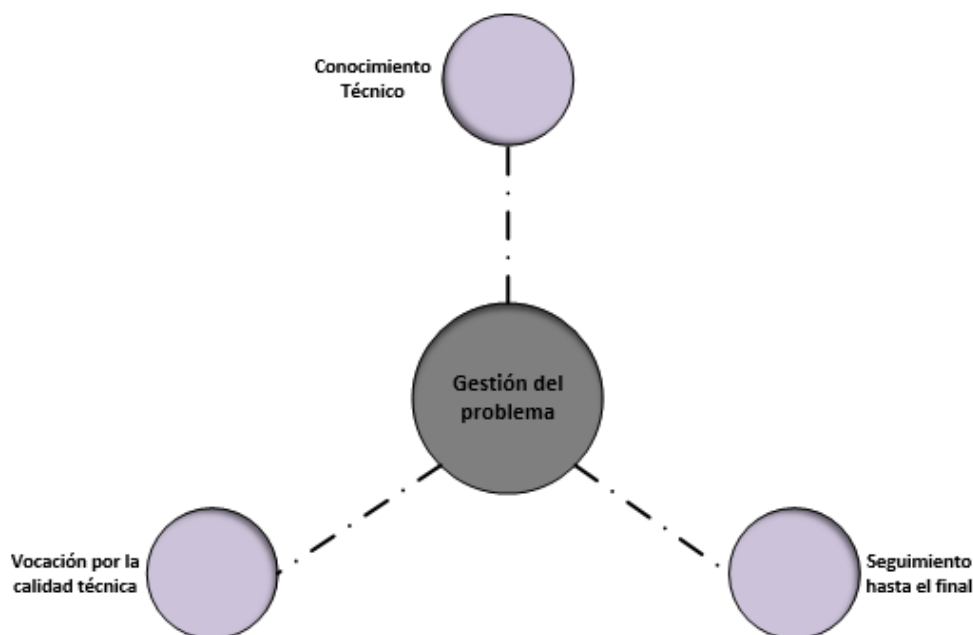 Conocimiento
Técnico
Gestión del
problema
Vocación por la
calidad técnica
Seguimiento
hasta el final